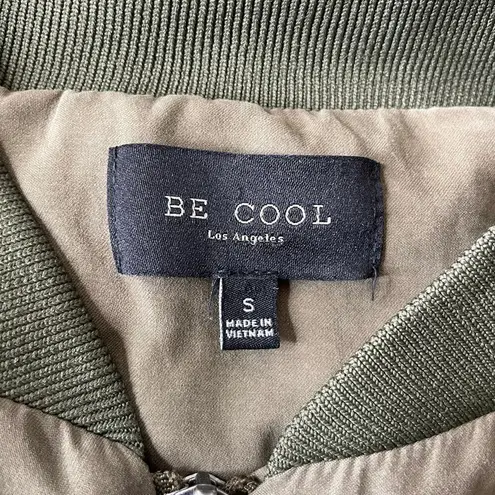 BE COOL
Los Angeles
S
MADE IN
VIETNAM